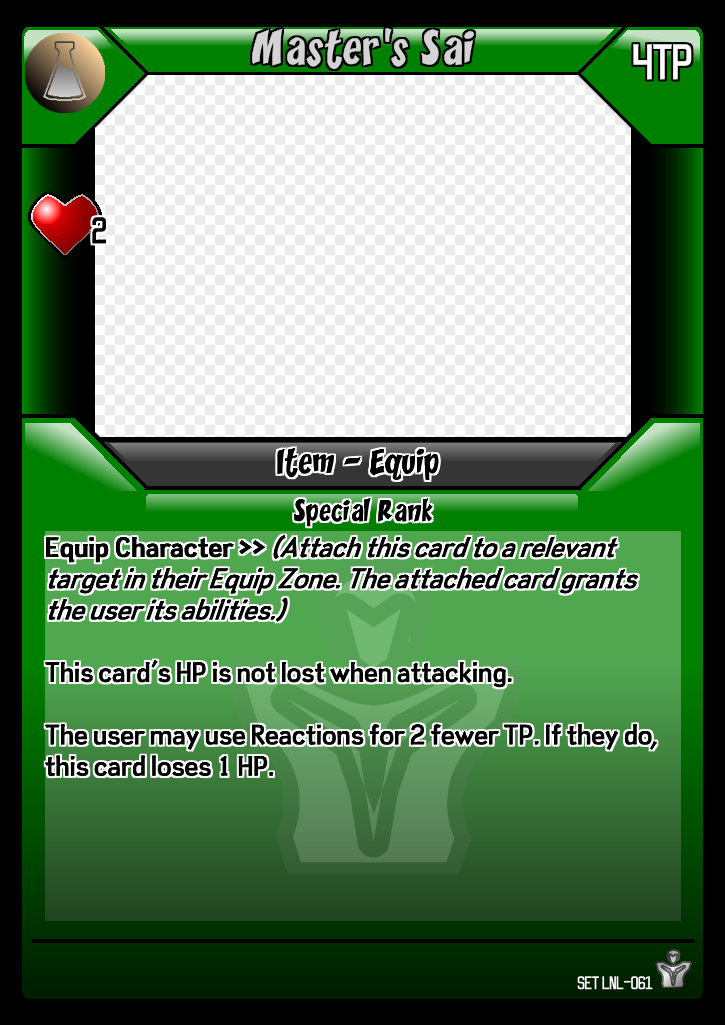 Master's Sai
4TP
2
Item - Equip
Special Rank
Equip Character >> (Attach this card to a relevant
target in their Equip Zone. The attached card grants
the user its abilities.)
This card's HP is not lost when attacking.
The user may use Reactions for 2 fewer TP. If they do,
this card loses 1 HP.
SET LNL-061